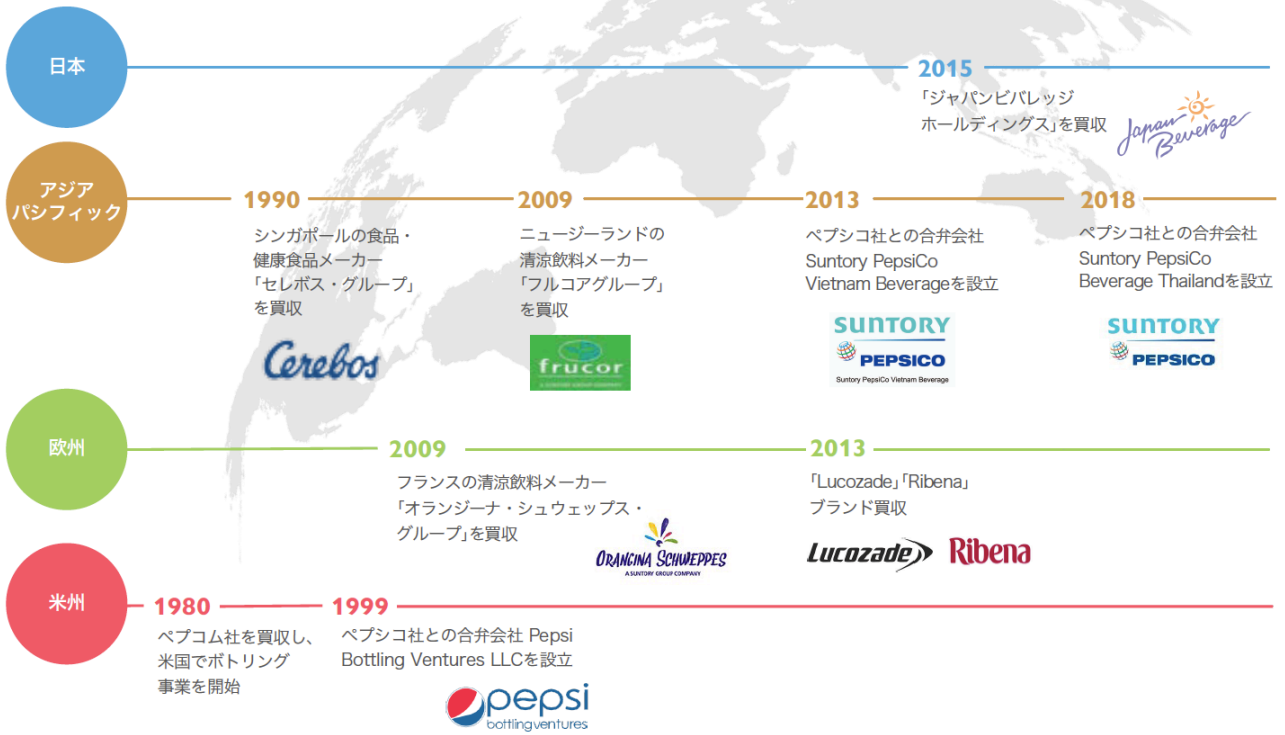 日本
2015
「ジャパンビバレッジ
ホールディングス」を買収
Japan
Beverage
アジア
パシフィック
1990
シンガポールの食品・
健康食品メーカー
「セレボス・グループ」
を買収
Cerebos
2009
ニュージーランドの
清涼飲料メーカー
「フルコアグループ」
を買収
frucor
A SUNTORY GROUP COMPANY
2013
ペプシコ社との合弁会社
Suntory PepsiCo
Vietnam Beverageを設立
SUNTORY
PEPSICO
Suntory PepsiCo Vietnam Beverage
2018
ペプシコ社との合弁会社
Suntory PepsiCo
Beverage Thailandを設立
SUNTORY
PEPSICO
欧州
2009
フランスの清涼飲料メーカー
「オランジーナ・シュウェップス・
グループ」を買収
ORANGINA SCHWEPPES
A SUNTORY GROUP COMPANY
2013
「Lucozade」「Ribena」
ブランド買収
Lucozade
Ribena
米州
1980
ペプコム社を買収し、
米国でボトリング
事業を開始
1999
ペプシコ社との合弁会社 Pepsi
Bottling Ventures LLCを設立
pepsi
bottlingventures